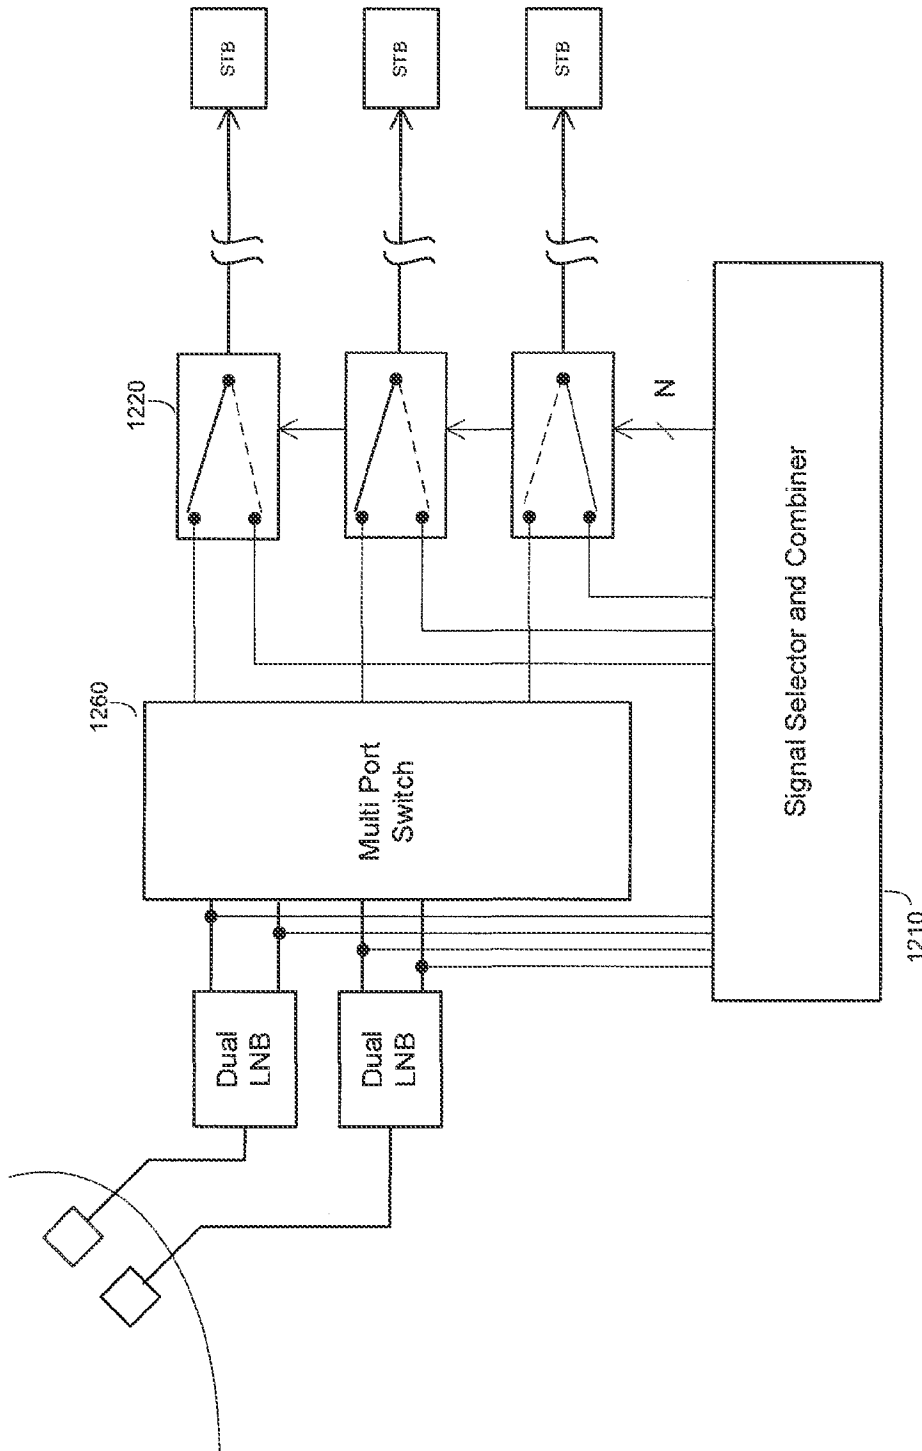 Dual
LNB
Dual
LNB
1260
Multi Port
Switch
1220
STB
STB
STB
N
Signal Selector and Combiner
1210